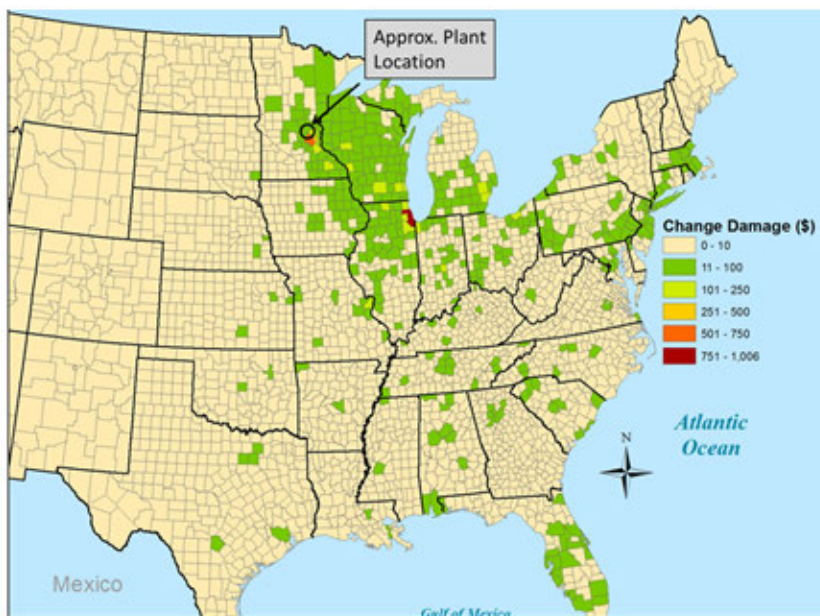 Approx. Plant
Location
Change Damage ($)
0 - 10
11 - 100
101 - 250
251 - 500
501 - 750
751 - 1,006
Atlantic
Ocean
N
Mexico
Gulf of Mexico